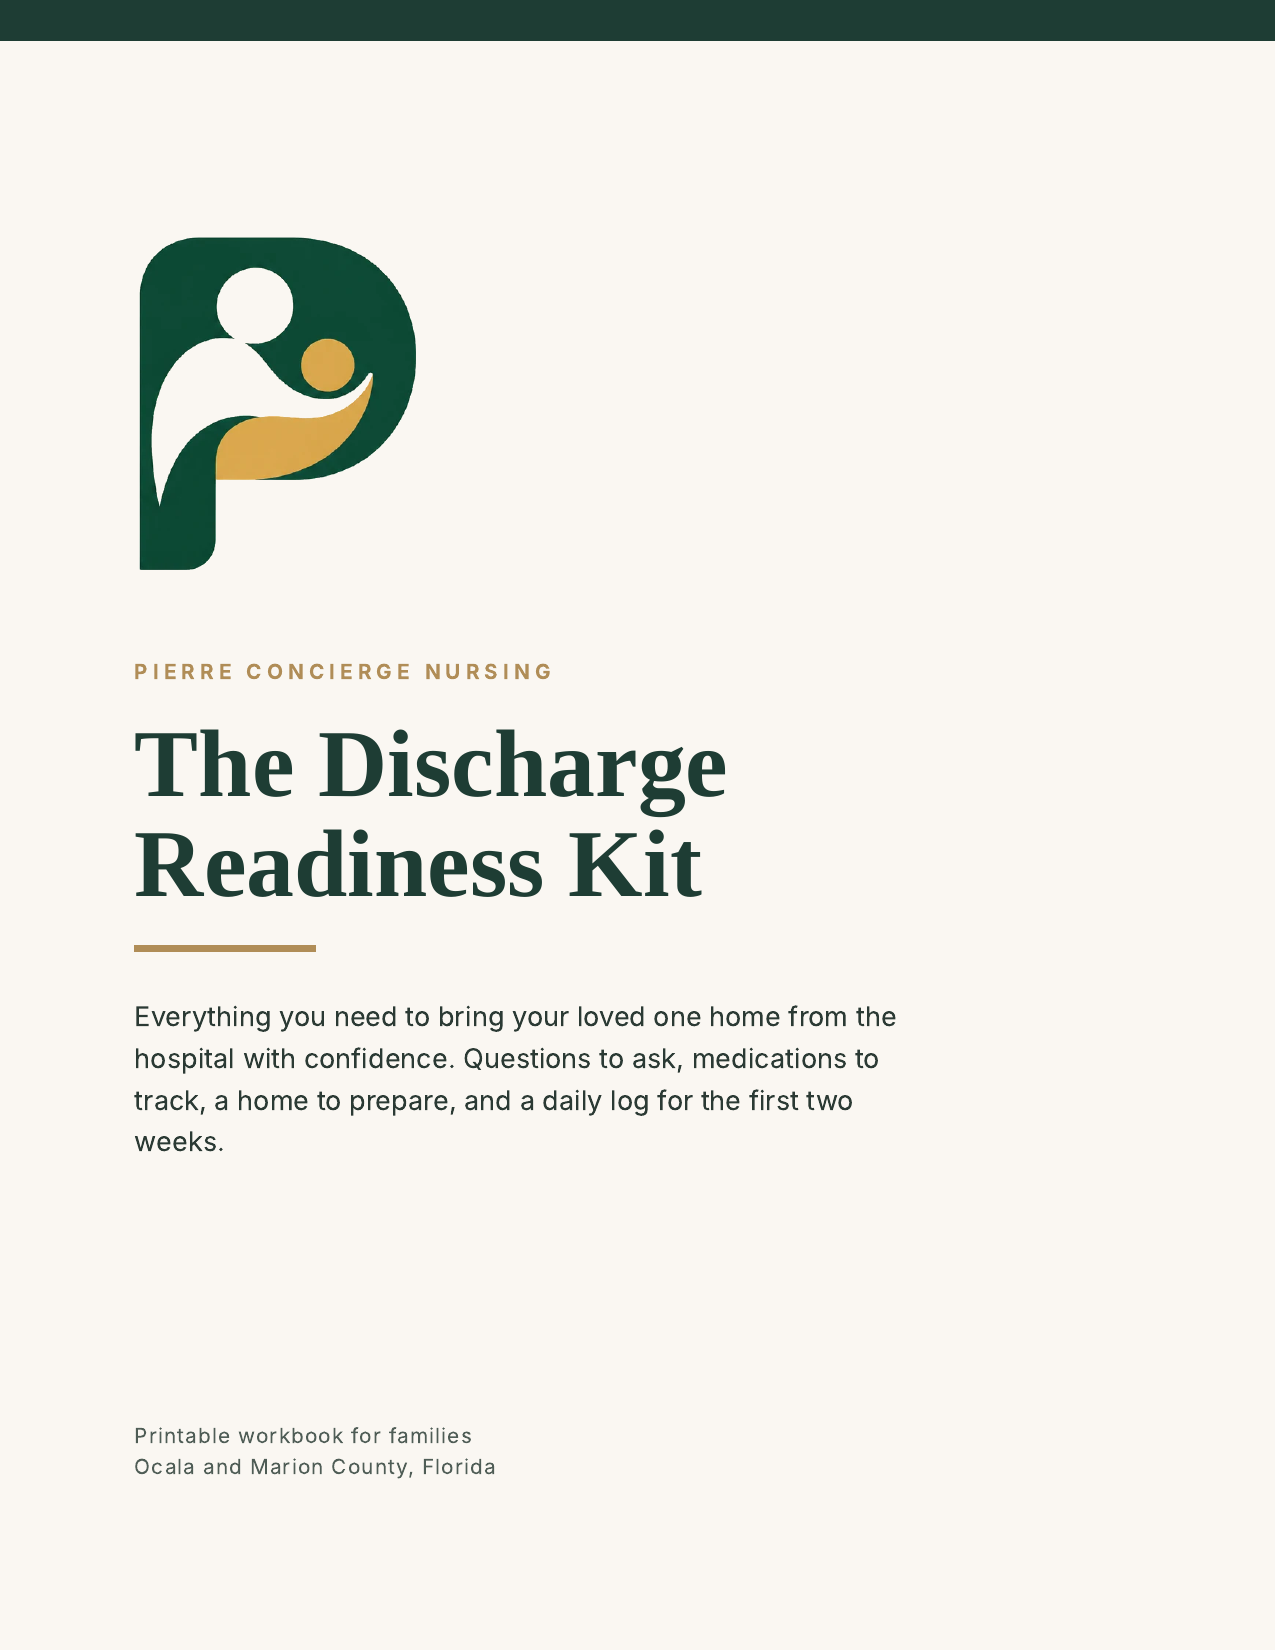 PIERRE CONCIERGE NURSING
The Discharge
Readiness Kit
Everything you need to bring your loved one home from the
hospital with confidence. Questions to ask, medications to
track, a home to prepare, and a daily log for the first two
weeks.
Printable workbook for families
Ocala and Marion County, Florida